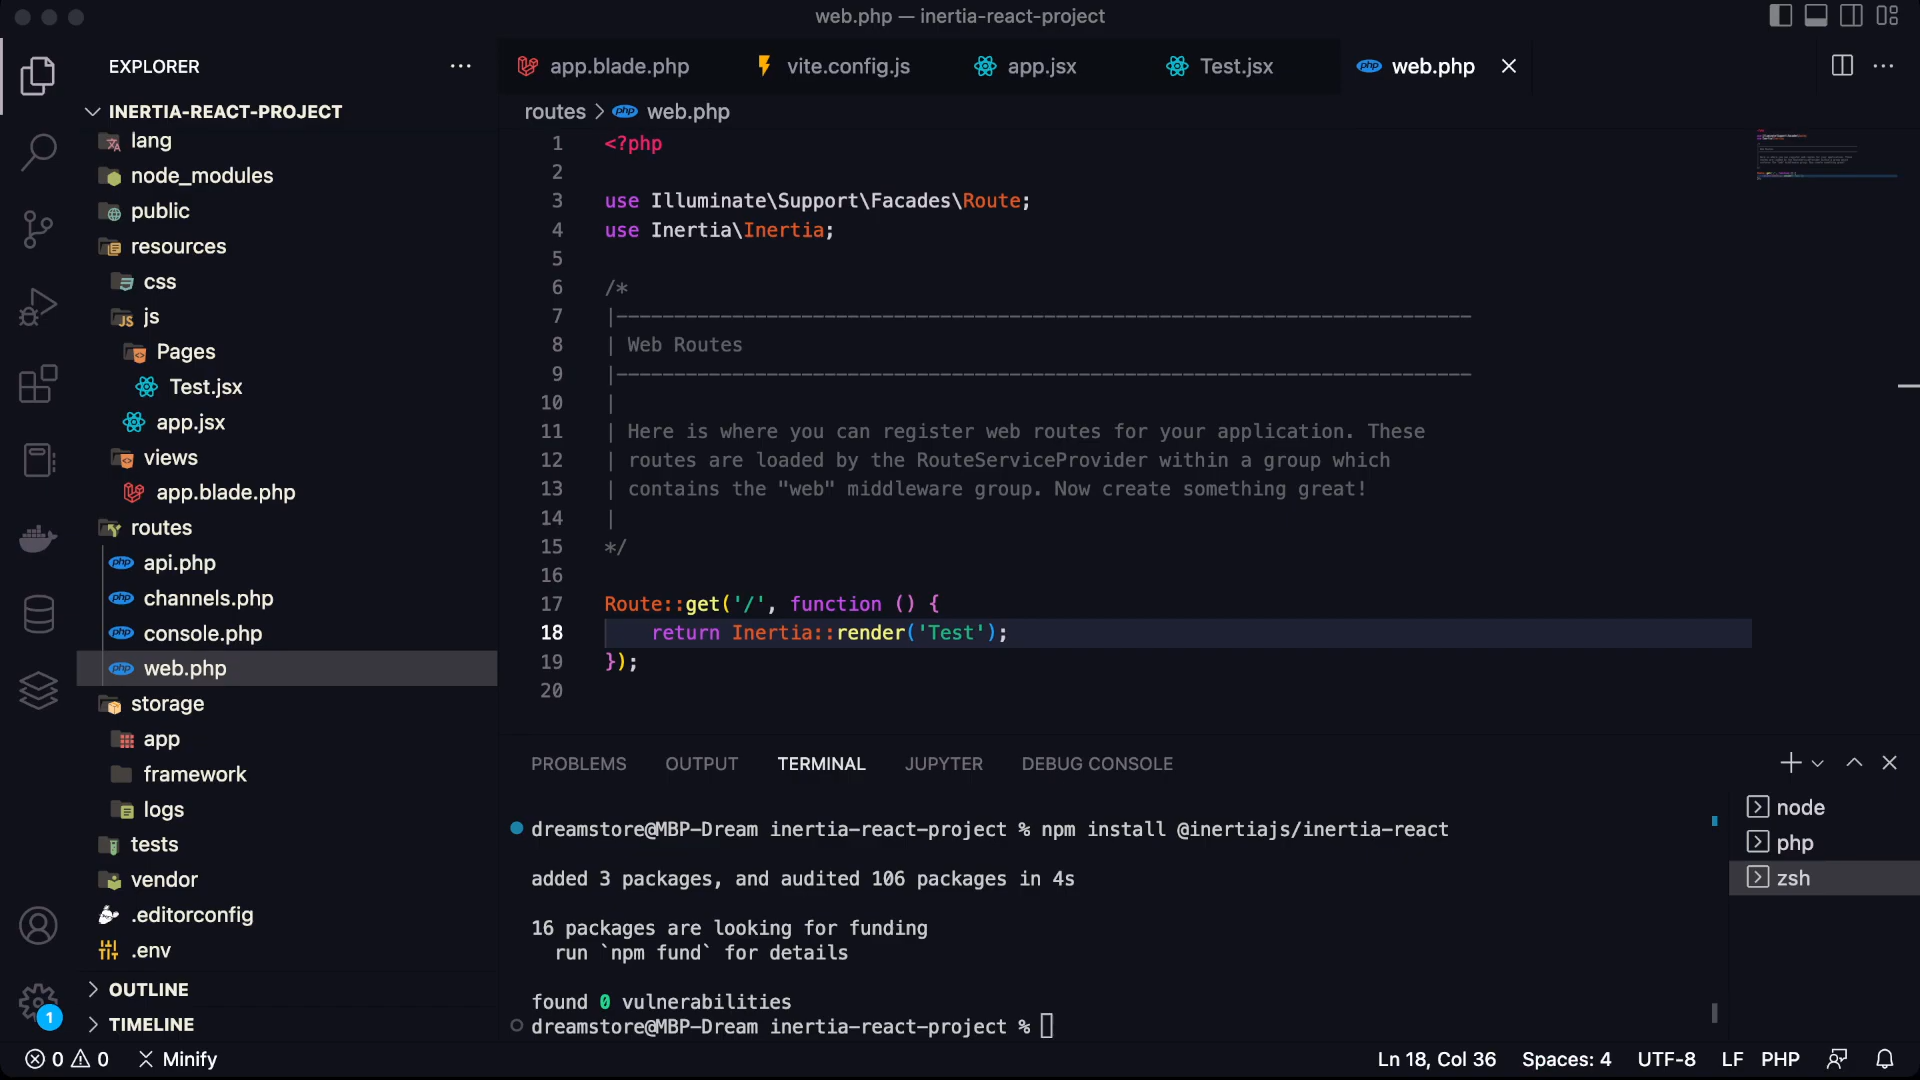 web.php — inertia-react-project
EXPLORER
INERTIA-REACT-PROJECT
lang
node_modules
public
resources
css
js
Pages
Test.jsx
app.jsx
views
app.blade.php
routes
api.php
channels.php
console.php
web.php
storage
app
framework
logs
tests
vendor
.editorconfig
.env
OUTLINE
TIMELINE
app.blade.php
vite.config.js
app.jsx
Test.jsx
web.php
routes > web.php
1 <?php
2
3 use Illuminate\Support\Facades\Route;
4 use Inertia\Inertia;
5
6 /*
7 |--------------------------------------------------------------------------
8 | Web Routes
9 |--------------------------------------------------------------------------
10 |
11 | Here is where you can register web routes for your application. These
12 | routes are loaded by the RouteServiceProvider within a group which
13 | contains the "web" middleware group. Now create something great!
14 |
15 */
16
17 Route::get('/', function () {
18     return Inertia::render('Test');
19 });
20
PROBLEMS OUTPUT TERMINAL JUPYTER DEBUG CONSOLE
dreamstore@MBP-Dream inertia-react-project % npm install @inertiajs/inertia-react
added 3 packages, and audited 106 packages in 4s
16 packages are looking for funding
  run `npm fund` for details
found 0 vulnerabilities
dreamstore@MBP-Dream inertia-react-project %
node
php
zsh
1
0 0 Minify
Ln 18, Col 36 Spaces: 4 UTF-8 LF PHP